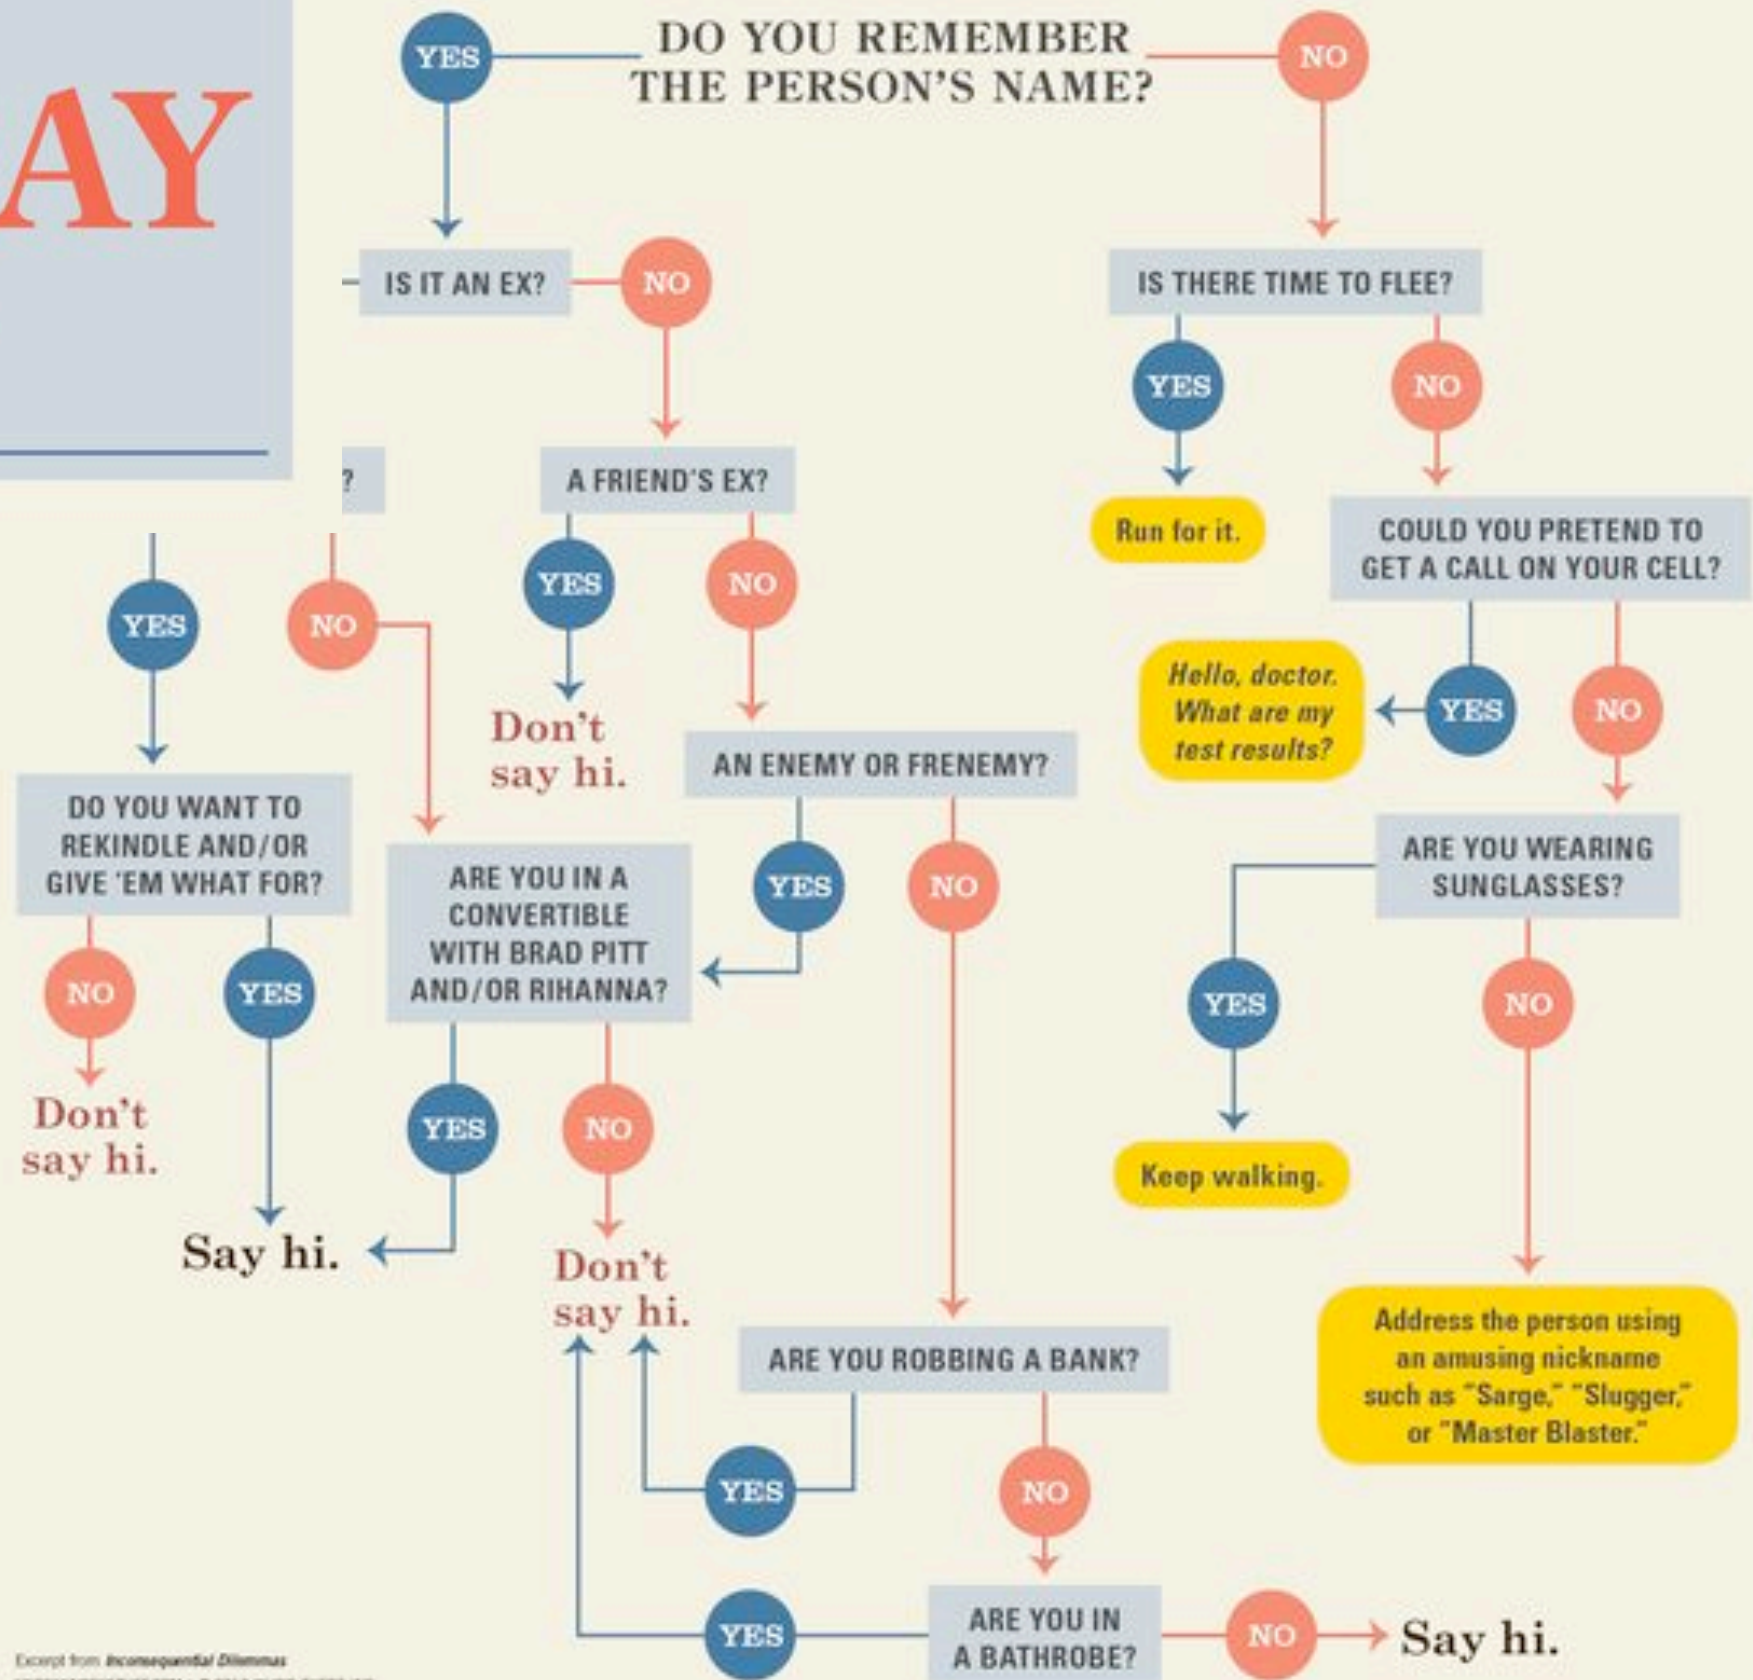 AY
DO YOU REMEMBER
THE PERSON'S NAME?
YES
NO
IS IT AN EX?
NO
IS THERE TIME TO FLEE?
YES
NO
?
A FRIEND'S EX?
YES
NO
Run for it.
COULD YOU PRETEND TO
GET A CALL ON YOUR CELL?
YES
NO
Don't
say hi.
Hello, doctor.
What are my
test results?
YES
NO
AN ENEMY OR FRENEMY?
DO YOU WANT TO
REKINDLE AND/OR
GIVE 'EM WHAT FOR?
ARE YOU IN A
CONVERTIBLE
WITH BRAD PITT
AND/OR RIHANNA?
YES
NO
ARE YOU WEARING
SUNGLASSES?
NO
YES
YES
NO
Don't
say hi.
YES
NO
Keep walking.
Say hi.
Don't
say hi.
ARE YOU ROBBING A BANK?
Address the person using
an amusing nickname
such as "Sarge," "Slugger,"
or "Master Blaster."
YES
NO
YES
ARE YOU IN
A BATHROBE?
NO
Say hi.
Excerpt from Inconsequential Dilemmas